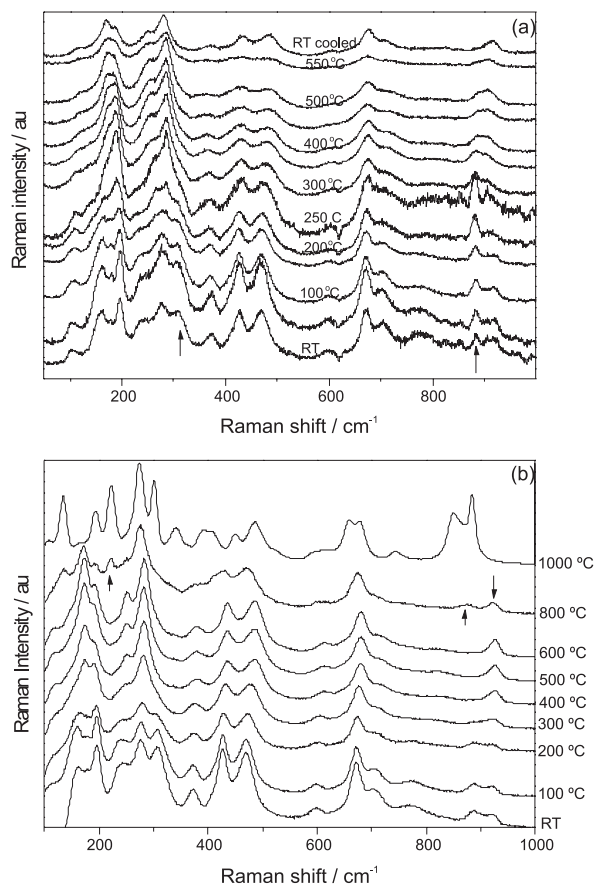 (a)
RT cooled
550°C
500°C
400°C
300°C
250 C
200°C
100°C
RT
Raman intensity / au
200 400 600 800
Raman shift / cm-1
(b)
1000 ºC
800 ºC
600 ºC
500 ºC
400 ºC
300 ºC
200 ºC
100 ºC
RT
Raman Intensity / au
200 400 600 800 1000
Raman shift / cm-1